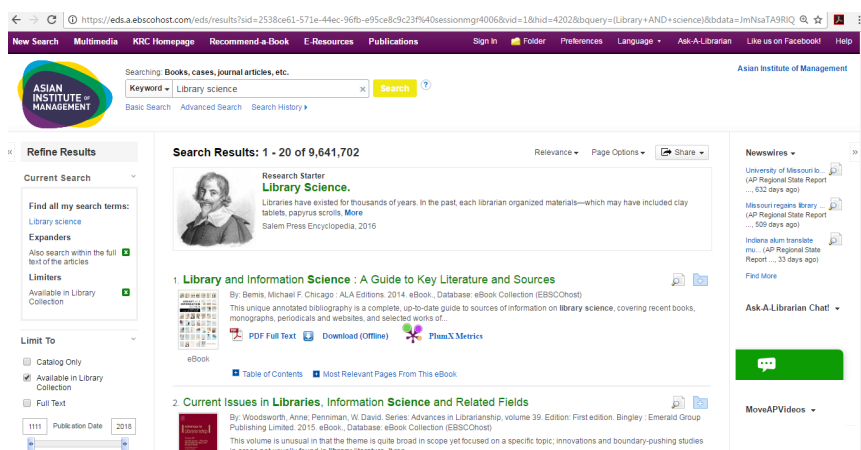 https://eds.a.ebscohost.com/eds/results?sid=2538ce61-571e-44ec-96fb-e95ce8c9c23f%40sessionmgr4006&vid=1&hid=4202&bquery=(Library+AND+science)&bdata=JmNsaTA9RlQ
New Search Multimedia KRC Homepage Recommend-a-Book E-Resources Publications Sign In Folder Preferences Language Ask-A-Librarian Like us on Facebook! Help
ASIAN
INSTITUTE OF
MANAGEMENT
Searching: Books, cases, journal articles, etc.
Keyword Library science × Search ?
Basic Search Advanced Search Search History
Asian Institute of Management
« Refine Results
Current Search
Find all my search terms:
Library science
Expanders
Also search within the full
text of the articles
Limiters
Available in Library
Collection
Limit To
Catalog Only
Available in Library
Collection
Full Text
1111 Publication Date 2018
Search Results: 1 - 20 of 9,641,702
Relevance Page Options Share
Research Starter
Library Science.
Libraries have existed for thousands of years. In the past, each librarian organized materials—which may have included clay
tablets, papyrus scrolls, More
Salem Press Encyclopedia, 2016
1. Library and Information Science : A Guide to Key Literature and Sources
By: Bemis, Michael F. Chicago : ALA Editions. 2014. eBook., Database: eBook Collection (EBSCOhost)
This unique annotated bibliography is a complete, up-to-date guide to sources of information on library science, covering recent books,
monographs, periodicals and websites, and selected works of...
PDF Full Text Download (Offline) PlumX Metrics
eBook
Table of Contents Most Relevant Pages From This eBook
2. Current Issues in Libraries, Information Science and Related Fields
By: Woodsworth, Anne; Penniman, W. David. Series: Advances in Librarianship, volume 39. Edition: First edition. Bingley : Emerald Group
Publishing Limited. 2015. eBook., Database: eBook Collection (EBSCOhost)
This volume is unusual in that the theme is quite broad in scope yet focused on a specific topic; innovations and boundary-pushing studies
Newswires »
University of Missouri lo...
(AP Regional State Report
..., 632 days ago)
Missouri regains library ...
(AP Regional State Report
..., 509 days ago)
Indiana alum translate
mu... (AP Regional State
Report ..., 33 days ago)
Find More
Ask-A-Librarian Chat!
MoveAPVideos